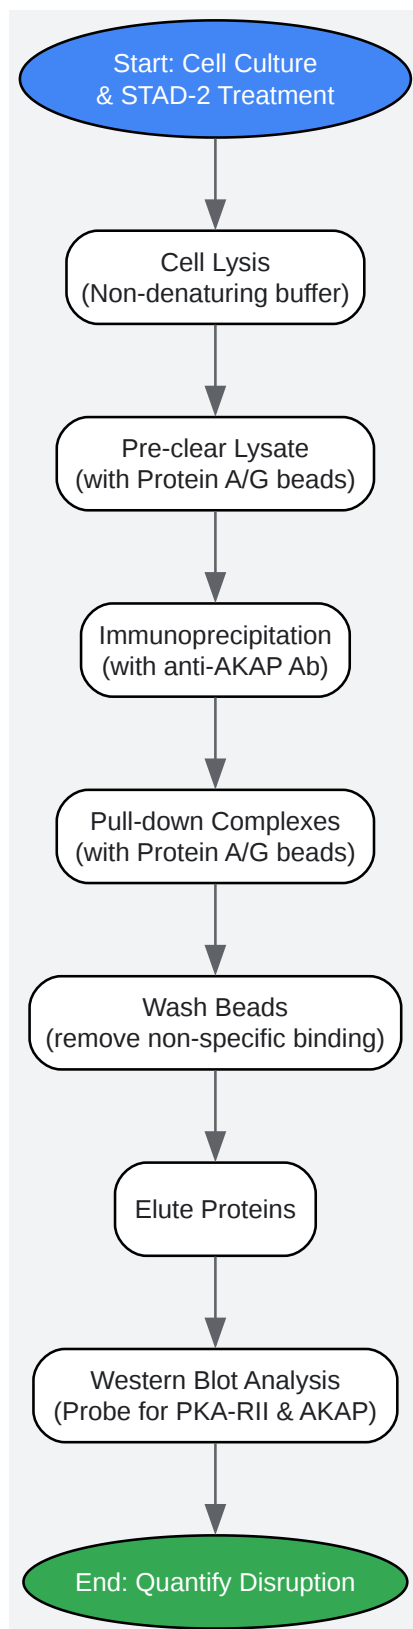 Start: Cell Culture
& STAD-2 Treatment
Cell Lysis
(Non-denaturing buffer)
Pre-clear Lysate
(with Protein A/G beads)
Immunoprecipitation
(with anti-AKAP Ab)
Pull-down Complexes
(with Protein A/G beads)
Wash Beads
(remove non-specific binding)
Elute Proteins
Western Blot Analysis
(Probe for PKA-RII & AKAP)
End: Quantify Disruption